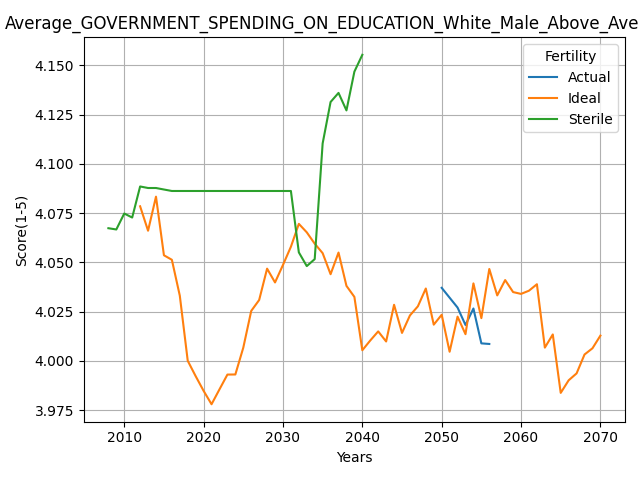 Average_GOVERNMENT_SPENDING_ON_EDUCATION_White_Male_Above_Ave
Fertility
Actual
Ideal
Sterile
4.150
4.125
4.100
4.075
4.050
4.025
4.000
3.975
Score(1-5)
2010 2020 2030 2040 2050 2060 2070
Years